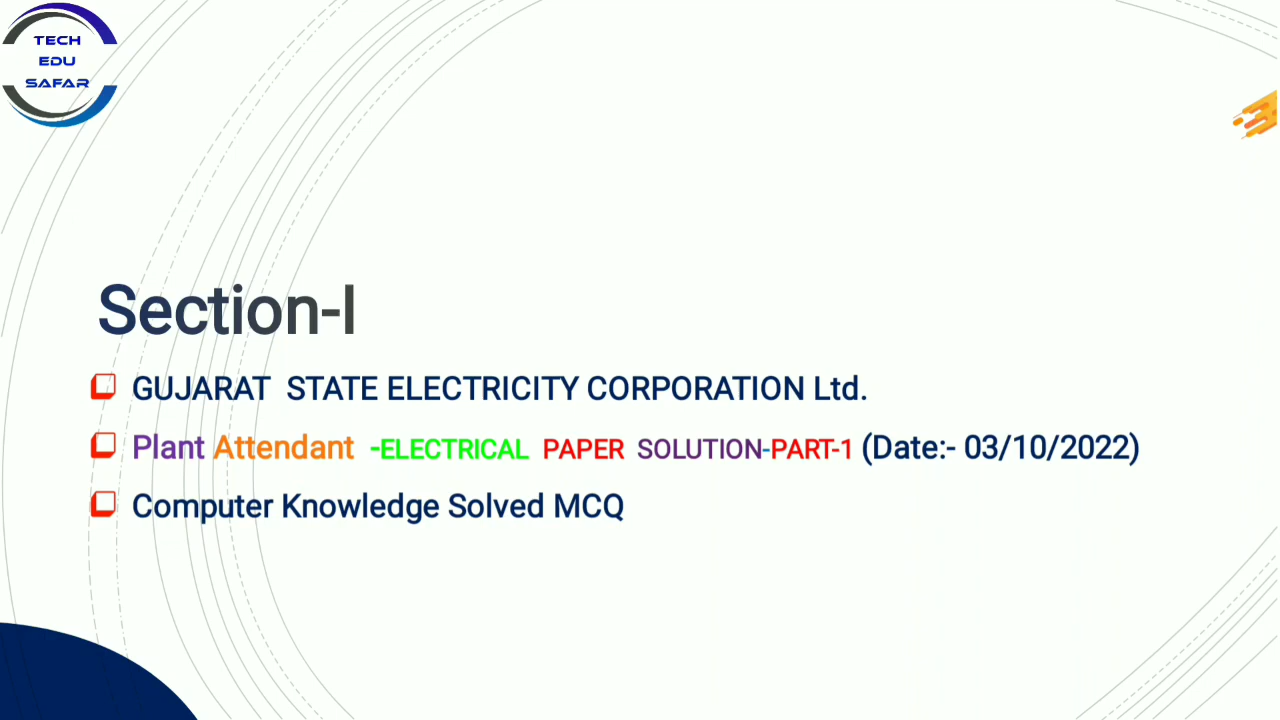 TECH
EDU
SAFAR
Section-I
GUJARAT STATE ELECTRICITY CORPORATION Ltd.
Plant Attendant -ELECTRICAL PAPER SOLUTION-PART-1 (Date:- 03/10/2022)
Computer Knowledge Solved MCQ